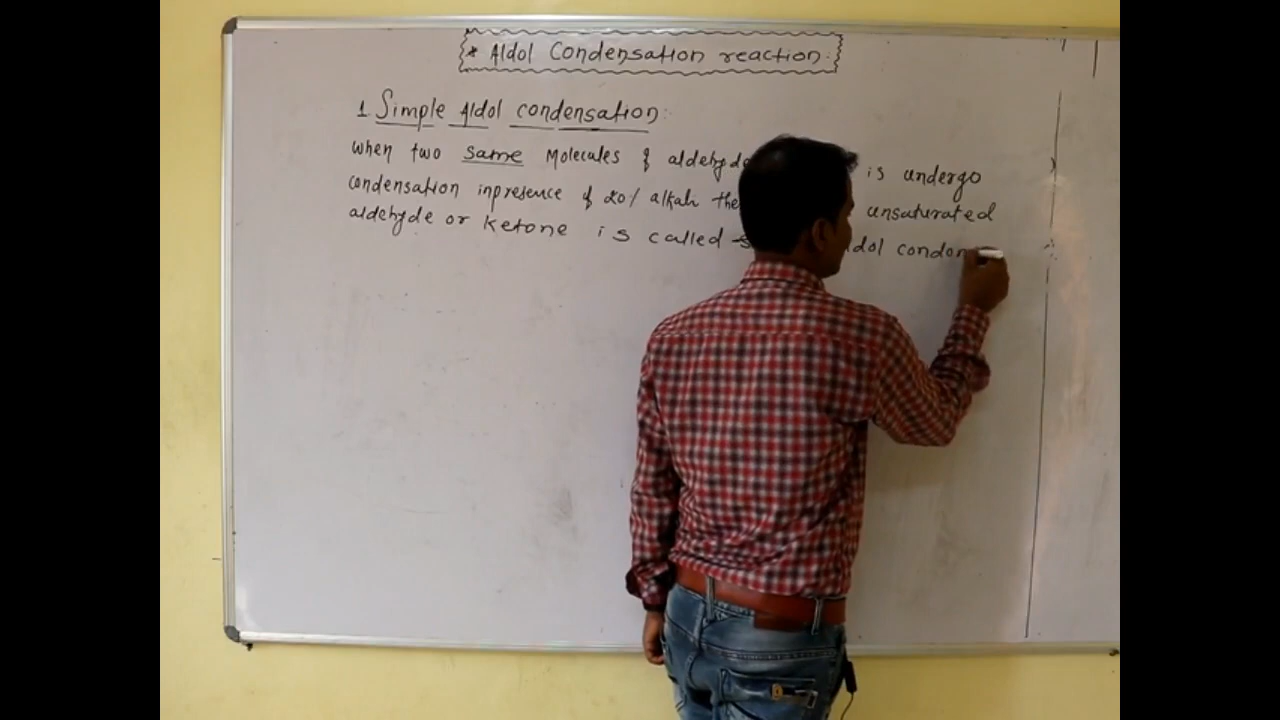 * Aldol Condensation reaction:
1 Simple Aldol condensation:
when two same Molecules of aldehyde is undergo
condensation inpresence of 20% alkali the unsaturated
aldehyde or ketone is called dol conden